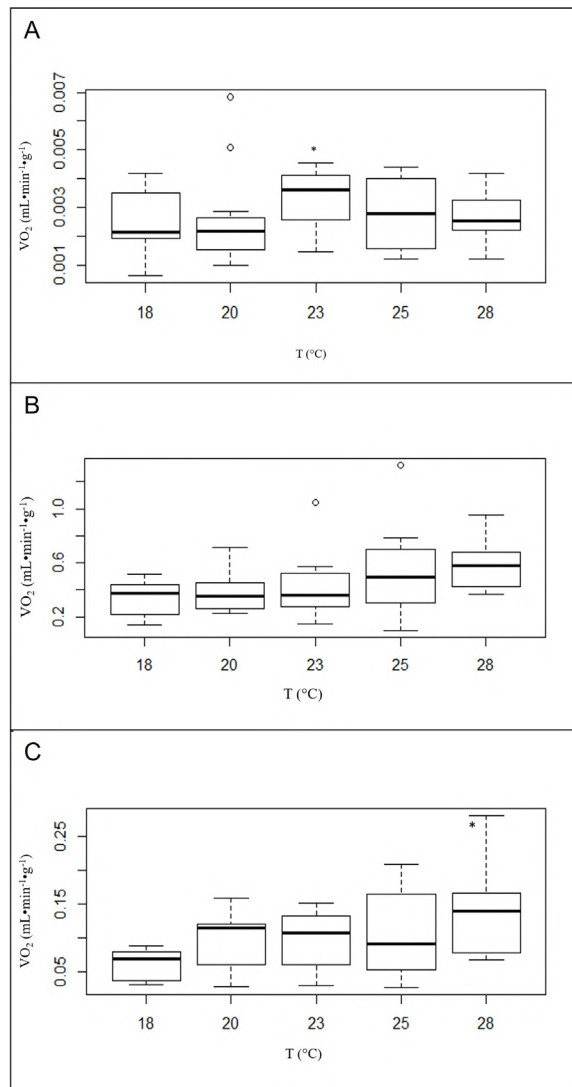 A
VO₂ (mL•min⁻¹•g⁻¹)
0.007
0.005
0.003
0.001
*
18 20 23 25 28
T (°C)
B
VO₂ (mL•min⁻¹•g⁻¹)
1.0
0.6
0.2
18 20 23 25 28
T (°C)
C
VO₂ (mL•min⁻¹•g⁻¹)
0.25
0.15
0.05
*
18 20 23 25 28
T (°C)